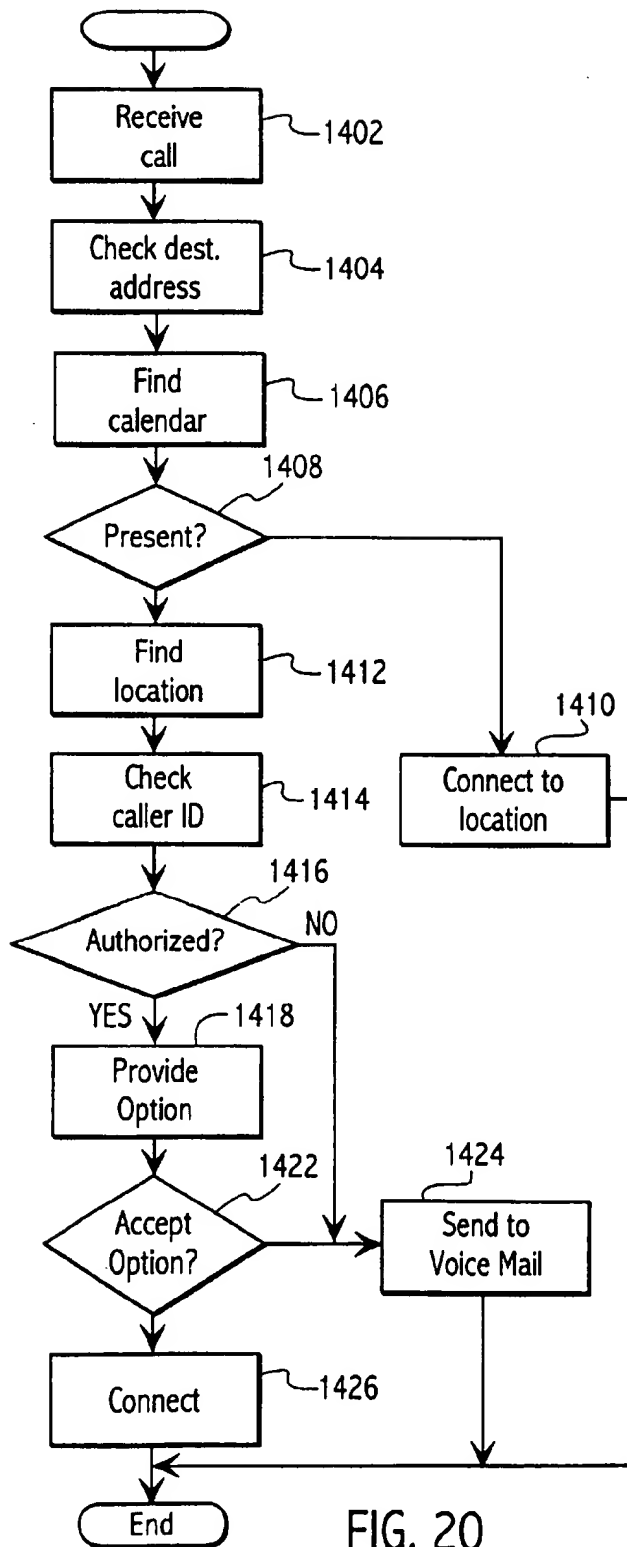 Receive
call
1402
Check dest.
address
1404
Find
calendar
1406
1408
Present?
Find
location
1412
1410
Connect to
location
Check
caller ID
1414
1416
Authorized?
NO
YES
1418
Provide
Option
1422
Accept
Option?
1424
Send to
Voice Mail
Connect
1426
End
FIG. 20